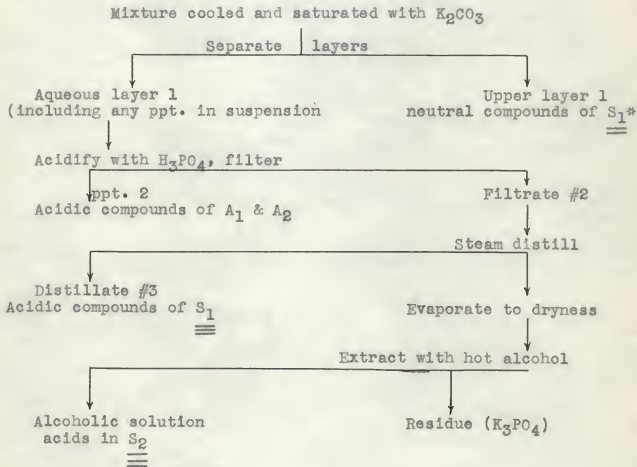 Mixture cooled and saturated with K₂CO₃
Separate layers
Aqueous layer 1
(including any ppt. in suspension
Upper layer 1
neutral compounds of S₁*
Acidify with H₃PO₄, filter
ppt. 2
Acidic compounds of A₁ & A₂
Filtrate #2
Steam distill
Distillate #3
Acidic compounds of S₁
Evaporate to dryness
Extract with hot alcohol
Alcoholic solution
acids in S₂
Residue (K₃PO₄)